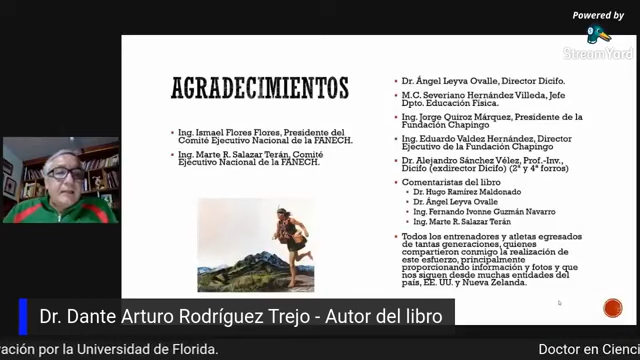 Powered by
StreamYard
AGRADECIMIENTOS
Ing. Ismael Flores Flores, Presidente del
Comité Ejecutivo Nacional de la FANECH.
Ing. Marte R. Salazar Terán, Comité
Ejecutivo Nacional de la FANECH.
Dr. Ángel Leyva Ovalle, Director Dicifo.
M.C. Severiano Hernández Villeda, Jefe
Dpto. Educación Física.
Ing. Jorge Quiroz Márquez, Presidente de la
Fundación Chapingo
Ing. Eduardo Valdez Hernández, Director
Ejecutivo de la Fundación Chapingo
Dr. Alejandro Sánchez Vélez, Prof.-Inv.,
Dicifo (exdirector Dicifo) (2ª y 4ª forros)
Comentaristas del libro
Dr. Hugo Ramírez Maldonado
Dr. Ángel Leyva Ovalle
Ing. Fernando Ivonne Guzmán Navarro
Ing. Marte R. Salazar Terán
Todos los entrenadores y atletas egresados
de tantas generaciones, quienes
compartieron conmigo la realización de
este esfuerzo, principalmente
proporcionando información y fotos y que
nos siguen desde muchas entidades del
país, EE. UU. y Nueva Zelanda.
Dr. Dante Arturo Rodríguez Trejo - Autor del libro
ración por la Universidad de Florida.
Doctor en Cienci